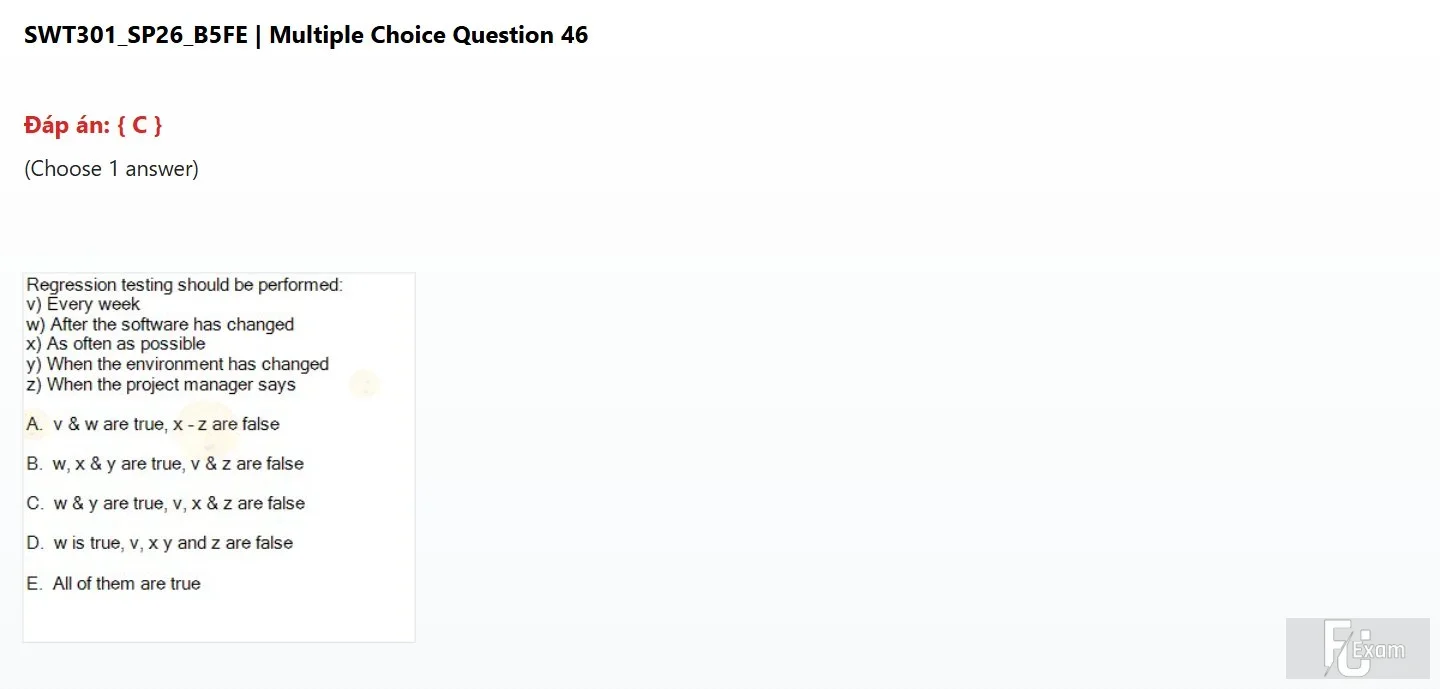 SWT301_SP26_B5FE | Multiple Choice Question 46
Đáp án: { C }
(Choose 1 answer)
Regression testing should be performed:
v) Every week
w) After the software has changed
x) As often as possible
y) When the environment has changed
z) When the project manager says
A. v & w are true, x - z are false
B. w, x & y are true, v & z are false
C. w & y are true, v, x & z are false
D. w is true, v, x y and z are false
E. All of them are true
FU
Exam